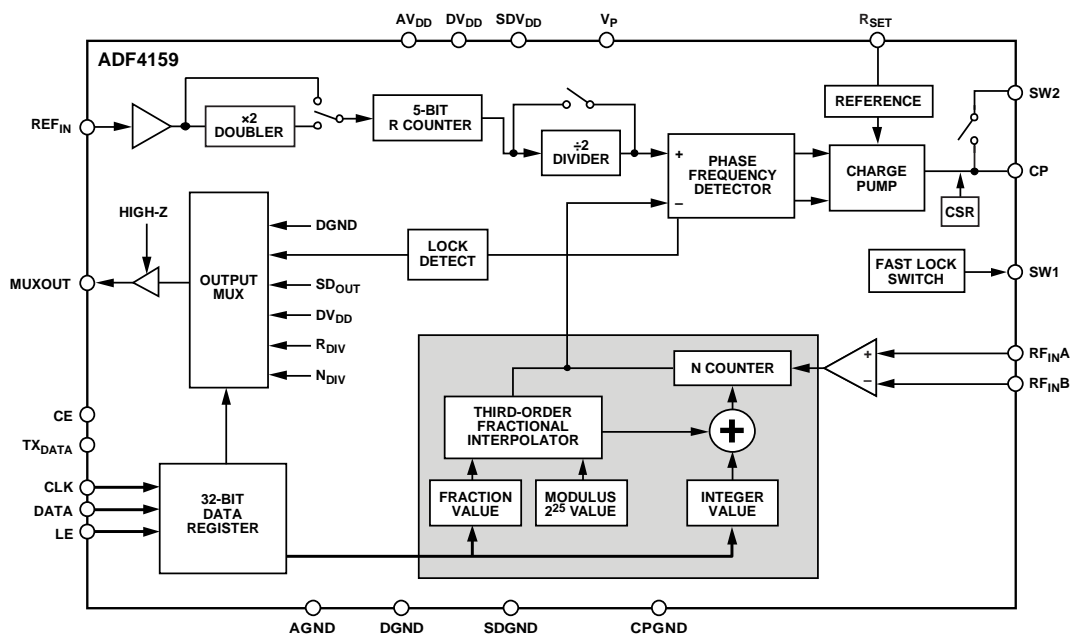 AVDD DVDD SDVDD VP RSET
ADF4159
REFIN
×2
DOUBLER
5-BIT
R COUNTER
÷2
DIVIDER
+
−
PHASE
FREQUENCY
DETECTOR
REFERENCE
CHARGE
PUMP
SW2
CP
CSR
HIGH-Z
MUXOUT
OUTPUT
MUX
DGND
LOCK
DETECT
SDOUT
DVDD
RDIV
NDIV
FAST LOCK
SWITCH
SW1
N COUNTER
+
−
RFINA
RFINB
THIRD-ORDER
FRACTIONAL
INTERPOLATOR
+
CE
TXDATA
CLK
DATA
LE
32-BIT
DATA
REGISTER
FRACTION
VALUE
MODULUS
2^25 VALUE
INTEGER
VALUE
AGND DGND SDGND CPGND